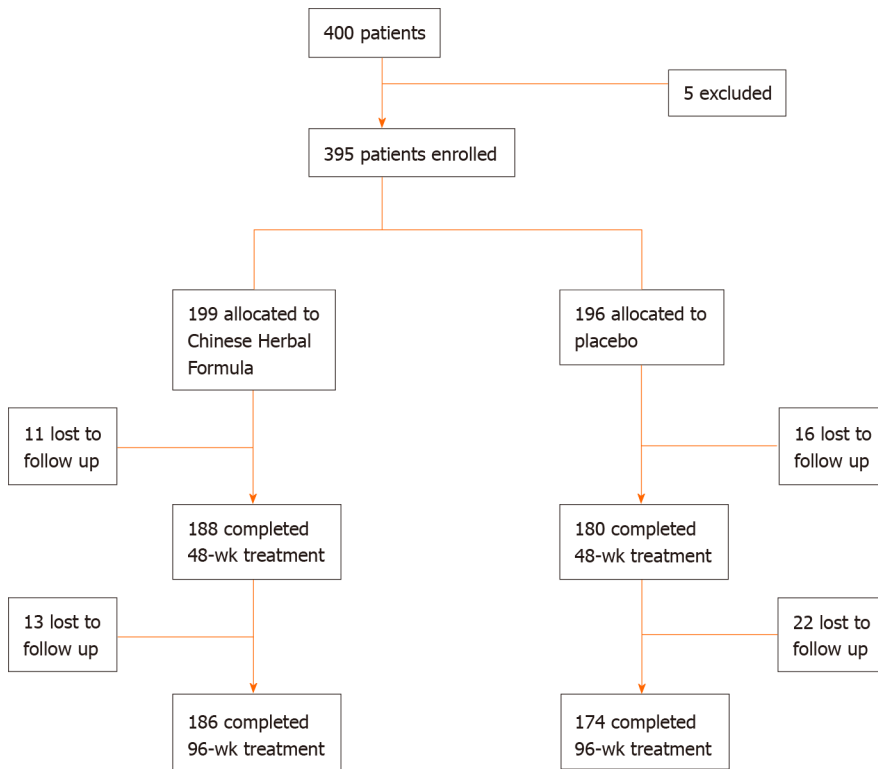 400 patients
5 excluded
395 patients enrolled
199 allocated to
Chinese Herbal
Formula
196 allocated to
placebo
11 lost to
follow up
16 lost to
follow up
188 completed
48-wk treatment
180 completed
48-wk treatment
13 lost to
follow up
22 lost to
follow up
186 completed
96-wk treatment
174 completed
96-wk treatment